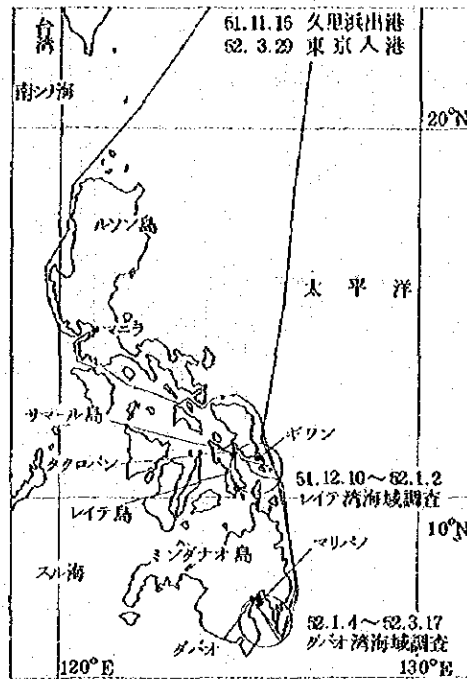 台湾
51.11.15 久里浜出港
52.3.29 東京入港
南シナ海
20°N
ルソン島
太平洋
マニラ
サマール島
ギワン
タクロバン
51.12.10～52.1.2
レイテ湾海域調査
レイテ島
10°N
ミンダナオ島
マリパノ
スル海
52.1.4～52.3.17
ダバオ湾海域調査
ダバオ
120°E
130°E